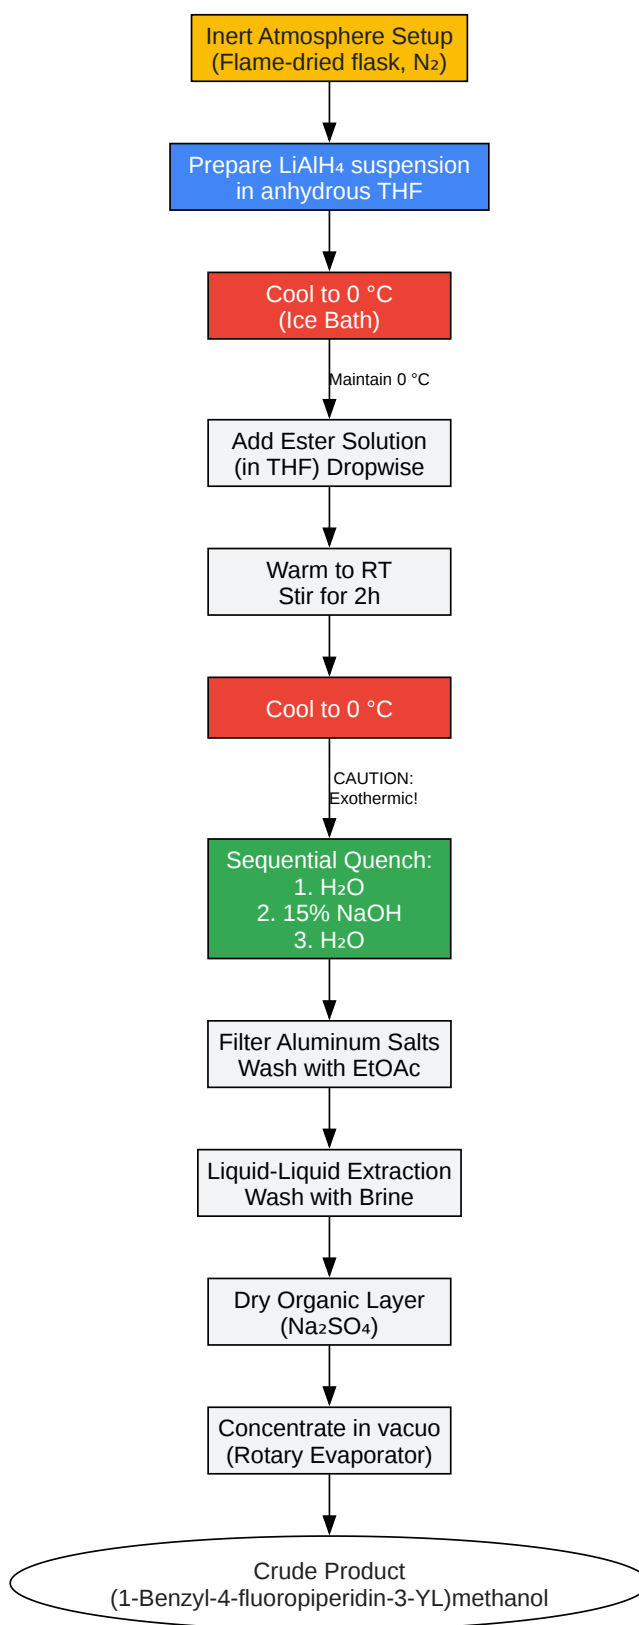 Inert Atmosphere Setup
(Flame-dried flask, N₂)
Prepare LiAlH₄ suspension
in anhydrous THF
Cool to 0 °C
(Ice Bath)
Maintain 0 °C
Add Ester Solution
(in THF) Dropwise
Warm to RT
Stir for 2h
Cool to 0 °C
CAUTION:
Exothermic!
Sequential Quench:
1. H₂O
2. 15% NaOH
3. H₂O
Filter Aluminum Salts
Wash with EtOAc
Liquid-Liquid Extraction
Wash with Brine
Dry Organic Layer
(Na₂SO₄)
Concentrate in vacuo
(Rotary Evaporator)
Crude Product
(1-Benzyl-4-fluoropiperidin-3-YL)methanol